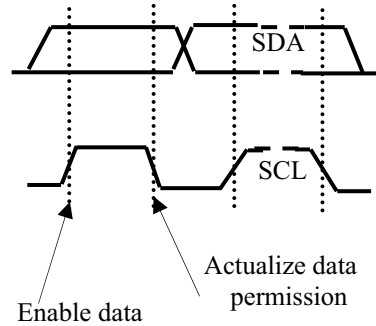 SDA
SCL
Actualize data
permission
Enable data